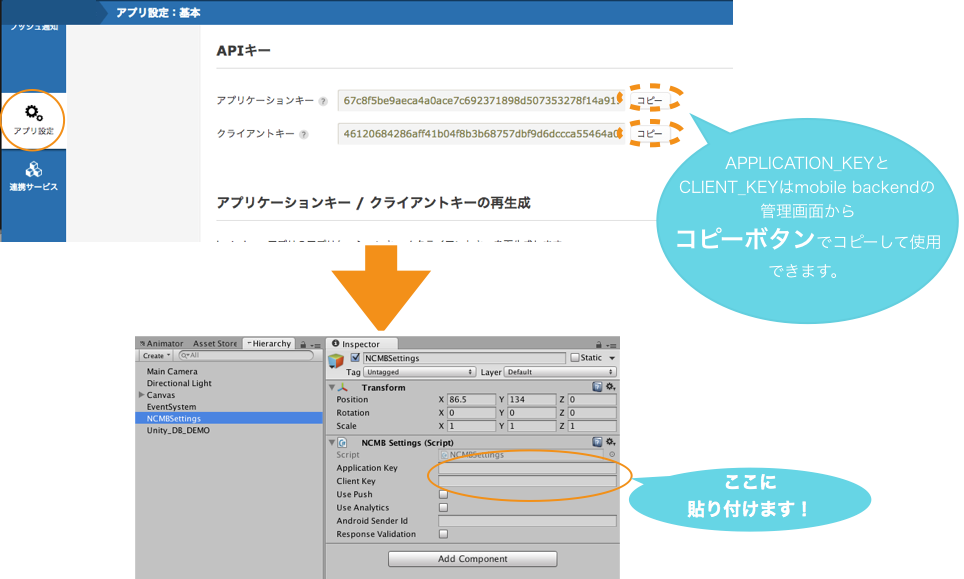 アプリ設定：基本
プッシュ通知
アプリ設定
連携サービス
APIキー
アプリケーションキー ? 67c8f5be9aeca4a0ace7c692371898d507353278f14a91 コピー
クライアントキー ? 46120684286aff41b04f8b3b68757dbf9d6dccca55464a0 コピー
アプリケーションキー / クライアントキーの再生成
APPLICATION_KEYと
CLIENT_KEYはmobile backendの
管理画面から
コピーボタンでコピーして使用
できます。
Animator Asset Store Hierarchy
Create All
Main Camera
Directional Light
Canvas
EventSystem
NCMBSettings
Unity_DB_DEMO
Inspector
NCMBSettings Static
Tag Untagged Layer Default
Transform
Position X 86.5 Y 134 Z 0
Rotation X 0 Y 0 Z 0
Scale X 1 Y 1 Z 1
NCMB Settings (Script)
Script NCMBSettings
Application Key
Client Key
Use Push
Use Analytics
Android Sender Id
Response Validation
Add Component
ここに
貼り付けます！